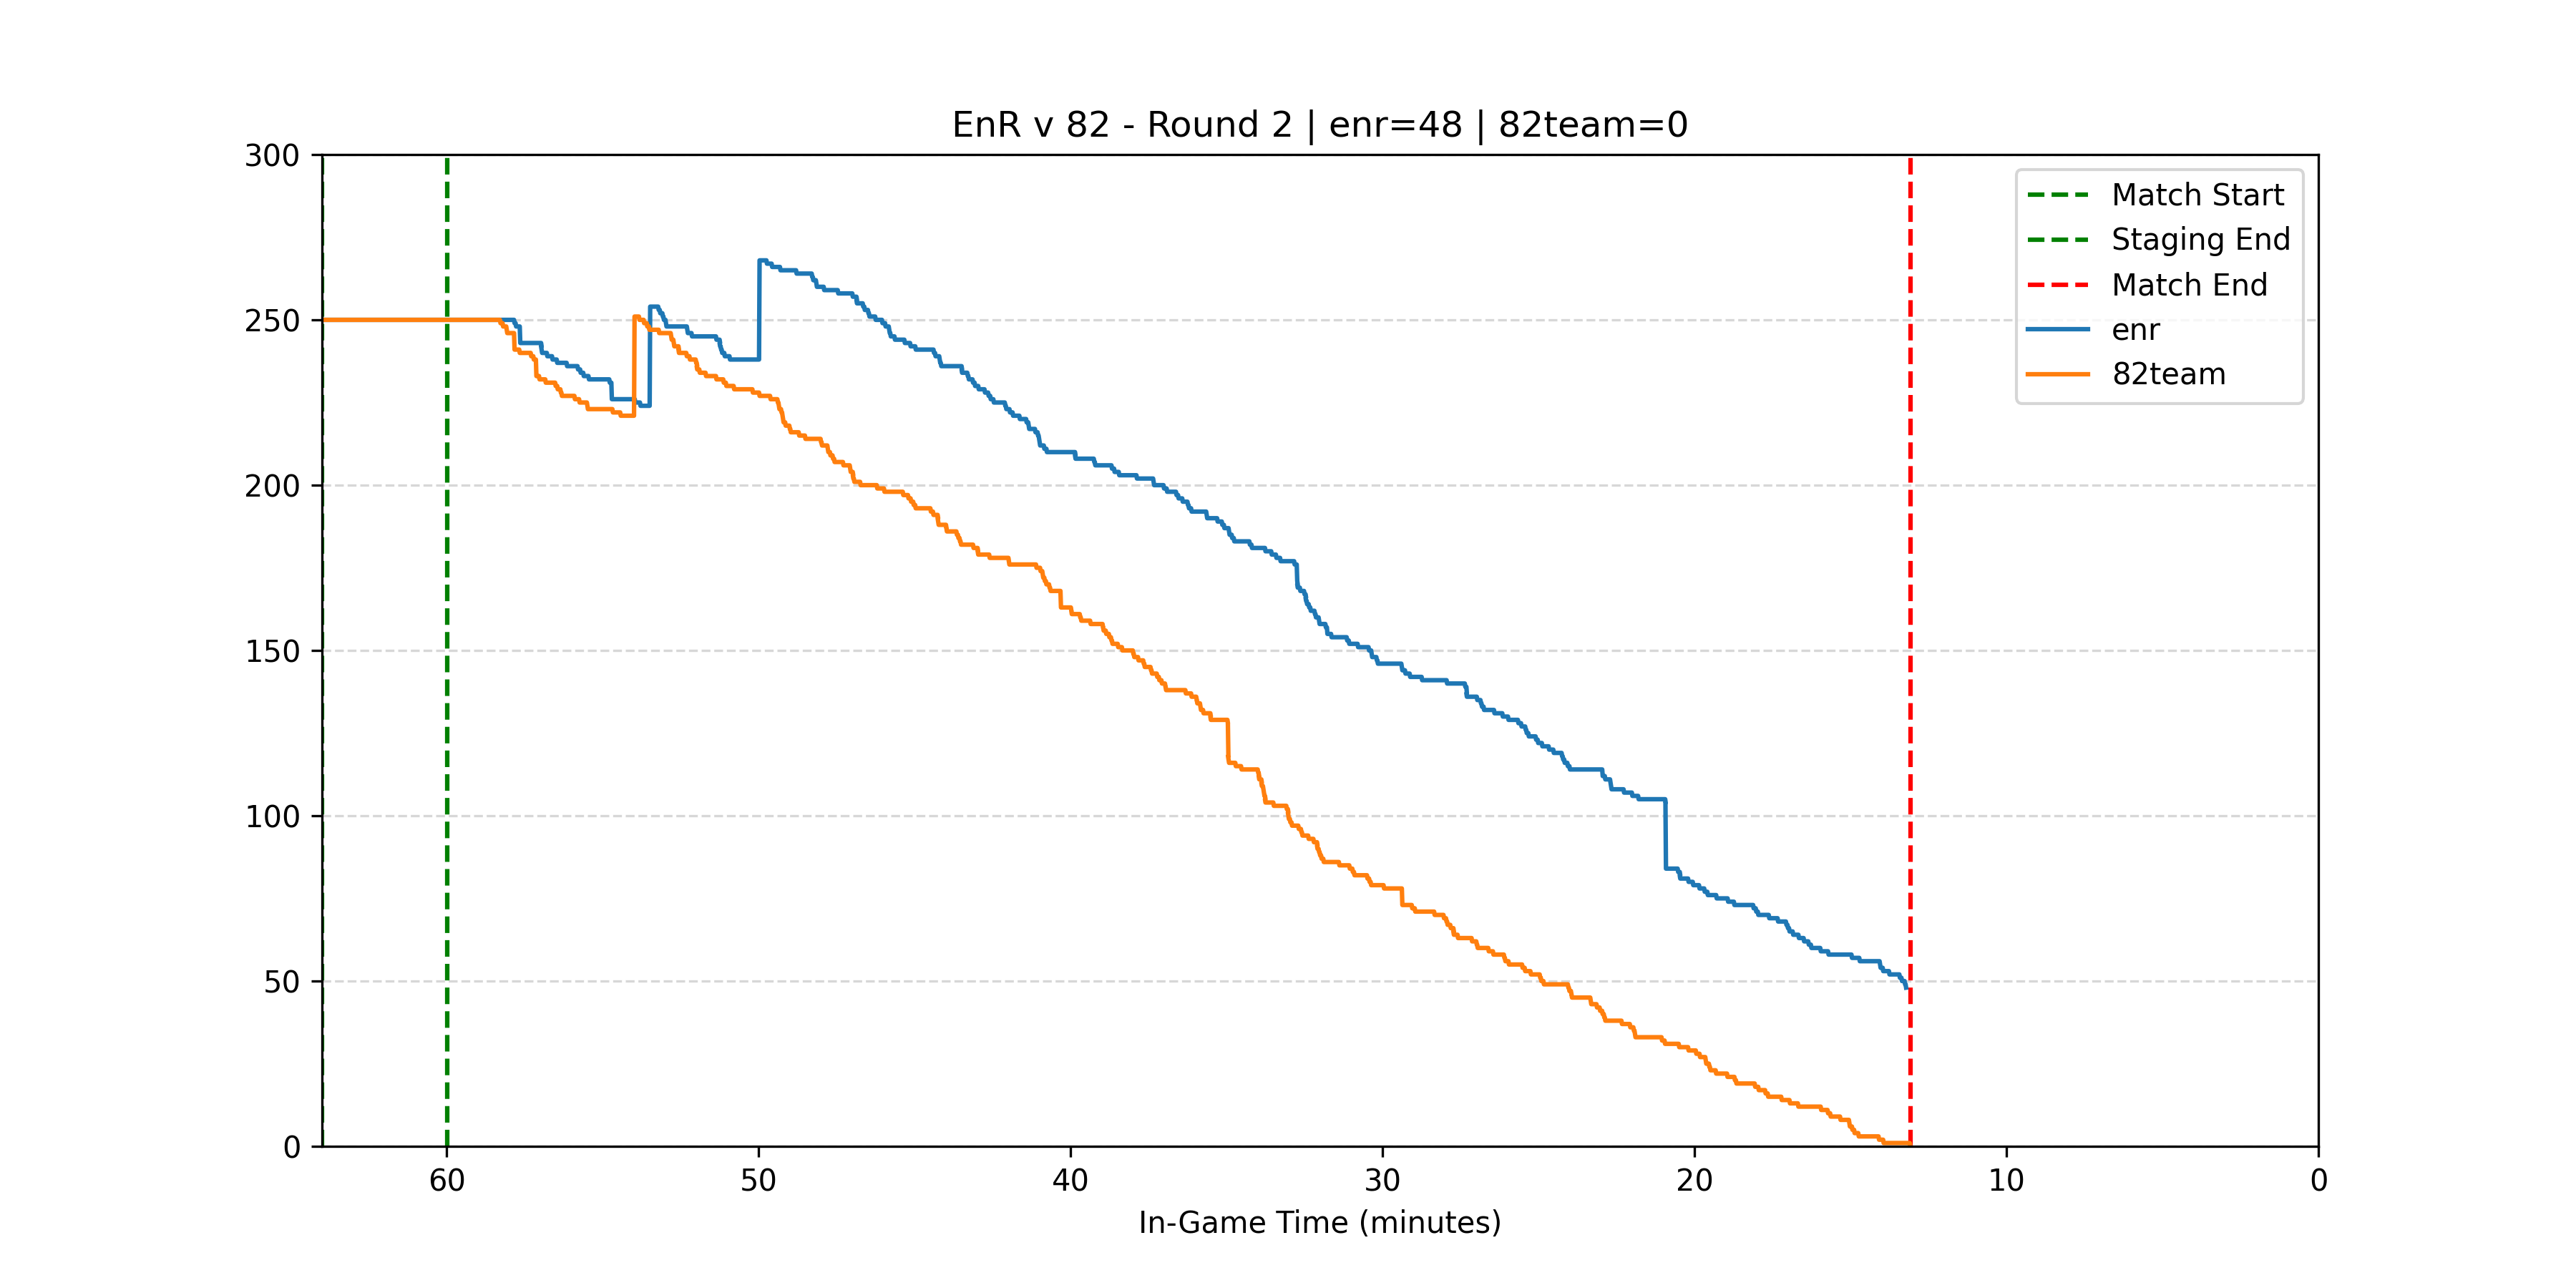 EnR v 82 - Round 2 | enr=48 | 82team=0
300
250
200
150
100
50
0
Match Start
Staging End
Match End
enr
82team
60 50 40 30 20 10 0
In-Game Time (minutes)